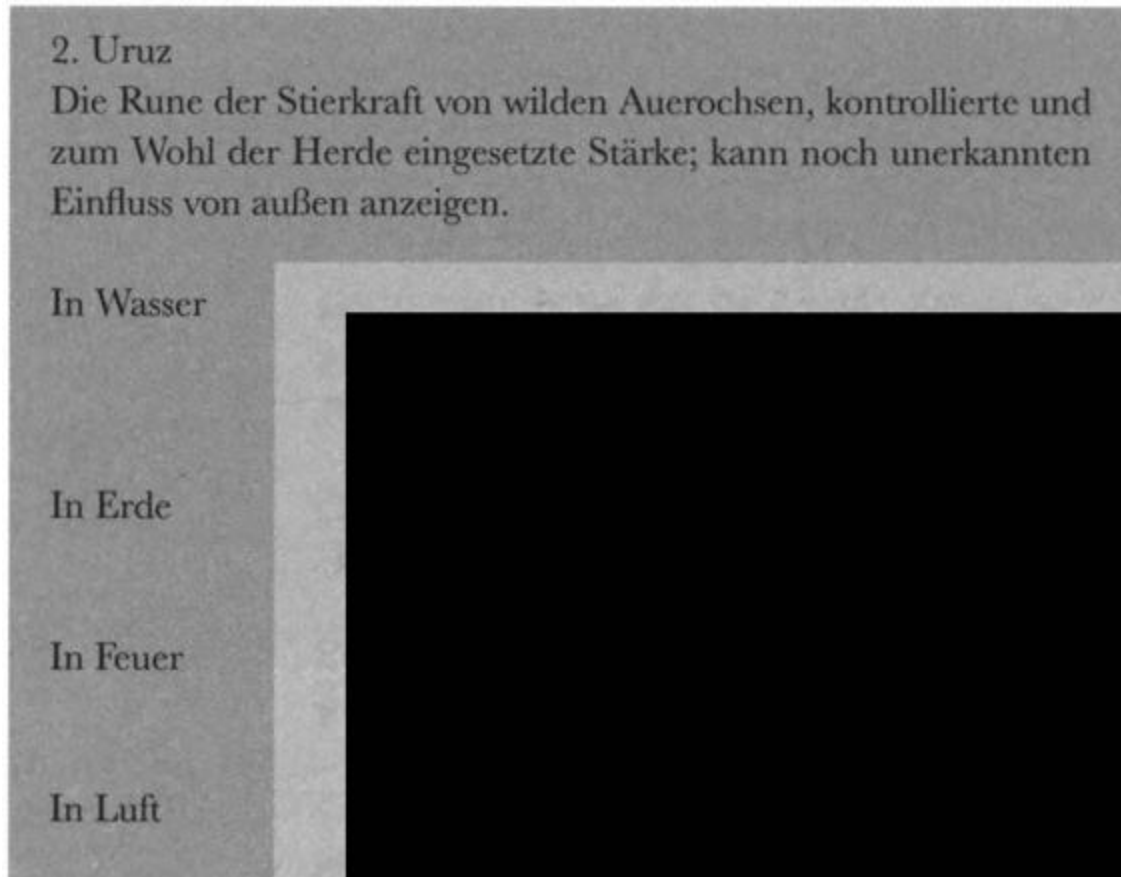 2. Uruz
Die Rune der Stierkraft von wilden Auerochsen, kontrollierte und
zum Wohl der Herde eingesetzte Stärke; kann noch unerkannten
Einfluss von außen anzeigen.
In Wasser
In Erde
In Feuer
In Luft